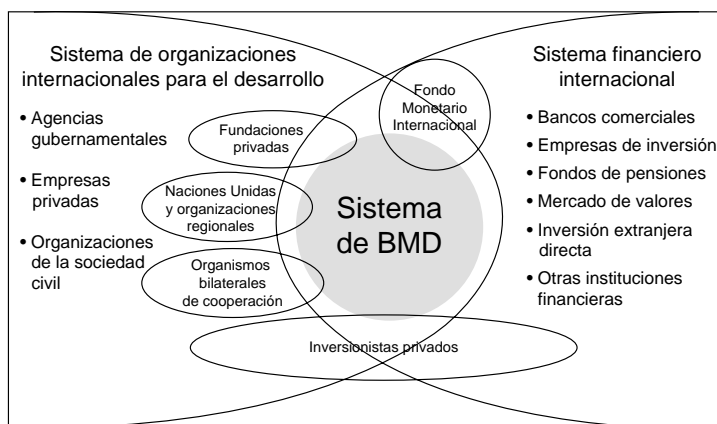 Sistema de organizaciones
internacionales para el desarrollo
• Agencias
gubernamentales
• Empresas
privadas
• Organizaciones
de la sociedad
civil
Fundaciones
privadas
Naciones Unidas
y organizaciones
regionales
Organismos
bilaterales
de cooperación
Fondo
Monetario
Internacional
Sistema
de BMD
Inversionistas privados
Sistema financiero
internacional
• Bancos comerciales
• Empresas de inversión
• Fondos de pensiones
• Mercado de valores
• Inversión extranjera
directa
• Otras instituciones
financieras